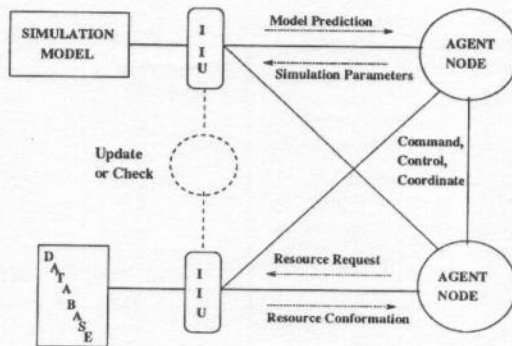 SIMULATION
MODEL
I
I
U
Model Prediction
Simulation Parameters
AGENT
NODE
Update
or Check
Command,
Control,
Coordinate
DATABASE
I
I
U
Resource Request
Resource Conformation
AGENT
NODE